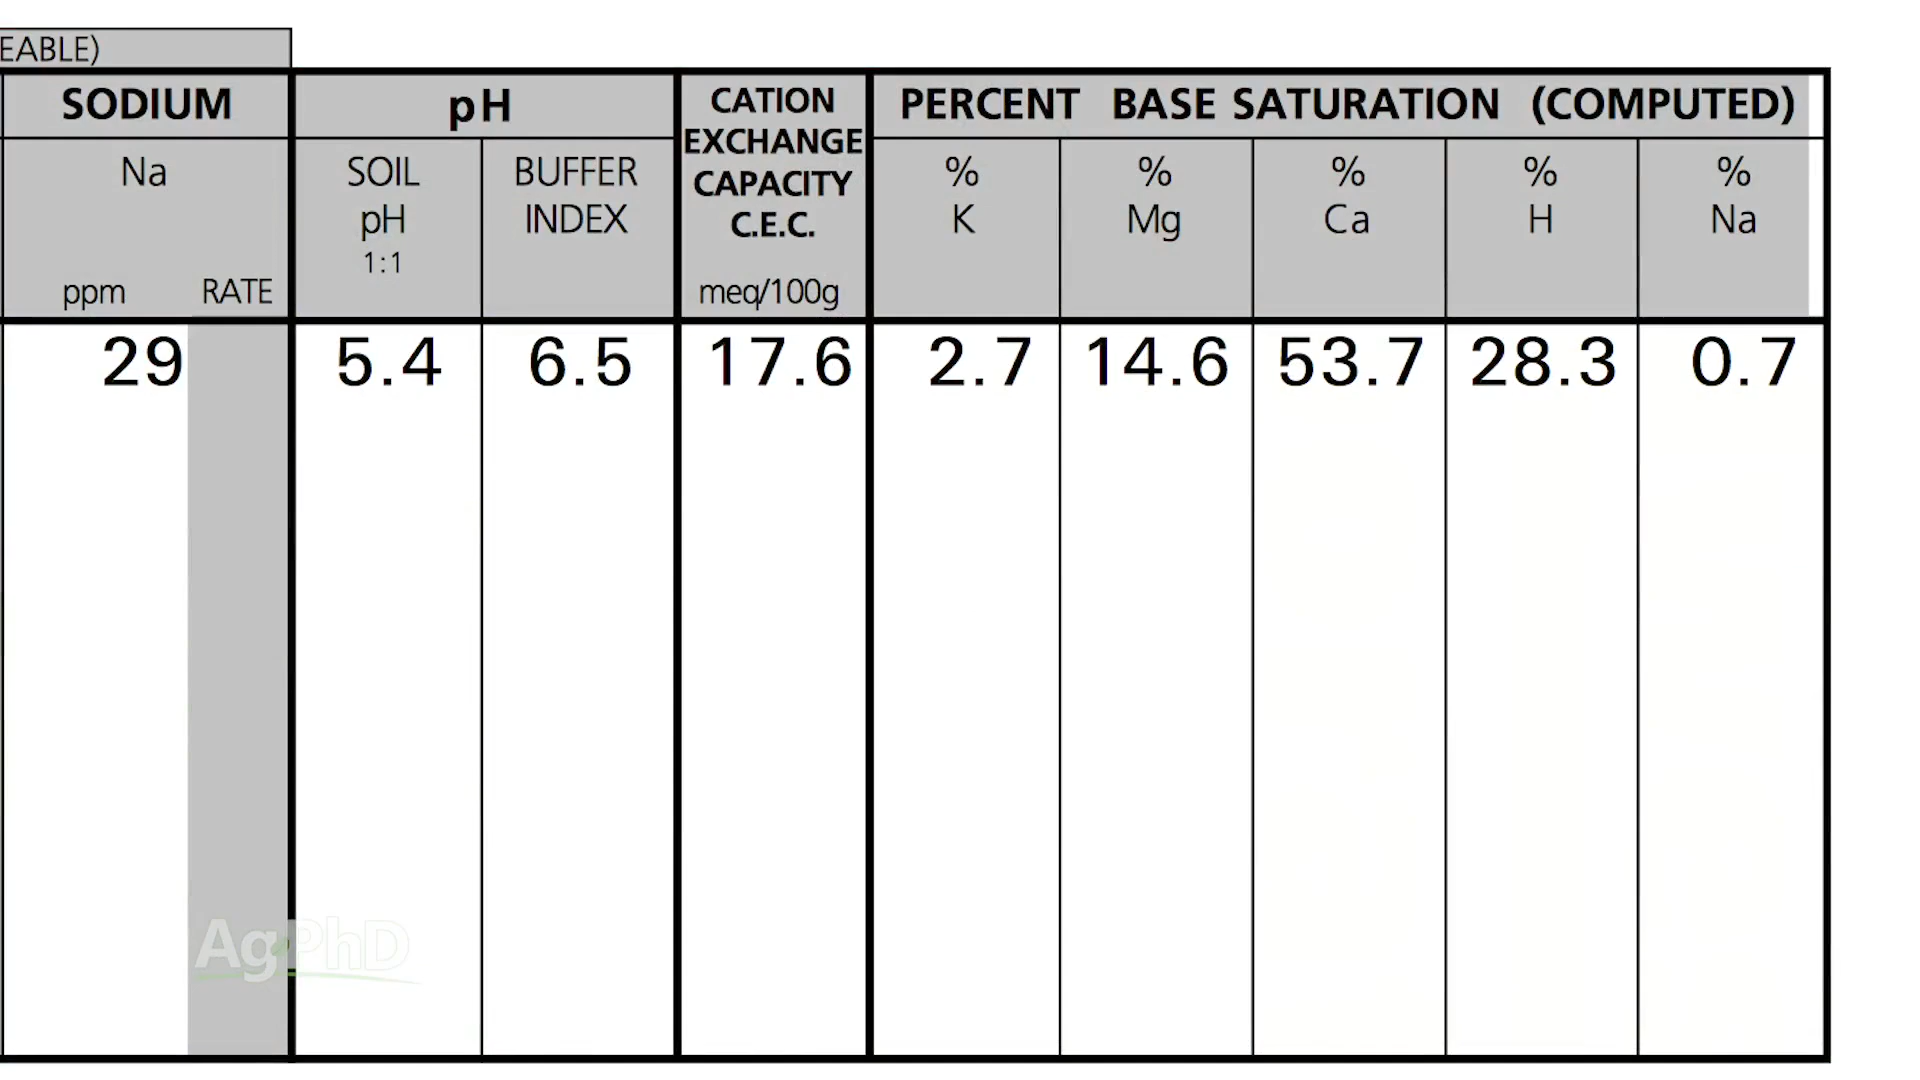 EABLE)
SODIUM pH CATION EXCHANGE CAPACITY C.E.C. PERCENT BASE SATURATION (COMPUTED)
Na SOIL pH 1:1 BUFFER INDEX % K % Mg % Ca % H % Na
ppm RATE meq/100g
29 5.4 6.5 17.6 2.7 14.6 53.7 28.3 0.7
AgPhD